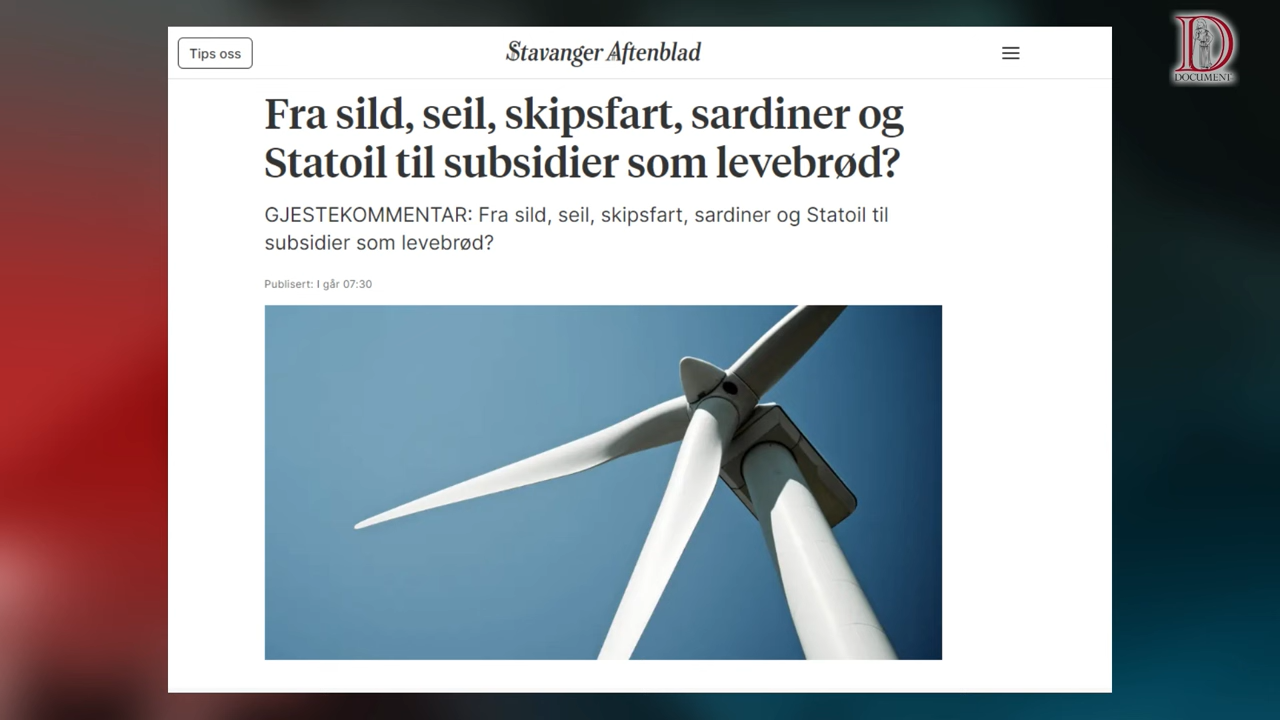 Tips oss
Stavanger Aftenblad
D
DOCUMENT
Fra sild, seil, skipsfart, sardiner og
Statoil til subsidier som levebrød?
GJESTEKOMMENTAR: Fra sild, seil, skipsfart, sardiner og Statoil til
subsidier som levebrød?
Publisert: I går 07:30